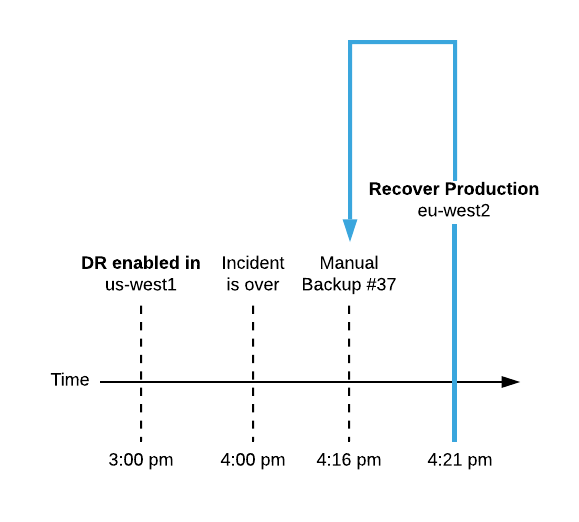 Recover Production
eu-west2
DR enabled in
us-west1
Incident
is over
Manual
Backup #37
Time
3:00 pm
4:00 pm
4:16 pm
4:21 pm